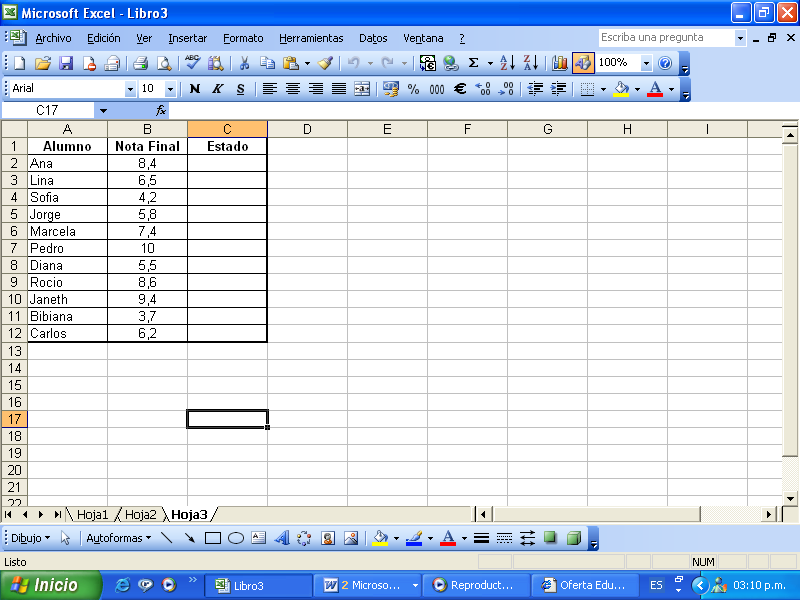 Microsoft Excel - Libro3
Archivo Edición Ver Insertar Formato Herramientas Datos Ventana ? Escriba una pregunta
Σ 100%
Arial 10 N K S % 000 € A
C17 fx
A B C D E F G H I
1 Alumno Nota Final Estado
2 Ana 8,4
3 Lina 6,5
4 Sofia 4,2
5 Jorge 5,8
6 Marcela 7,4
7 Pedro 10
8 Diana 5,5
9 Rocio 8,6
10 Janeth 9,4
11 Bibiana 3,7
12 Carlos 6,2
13
14
15
16
17
18
19
20
21
22
Hoja1 Hoja2 Hoja3
Dibujo Autoformas A
Listo NUM
Inicio » Libro3 2 Microso... Reproduct... Oferta Edu... ES 03:10 p.m.